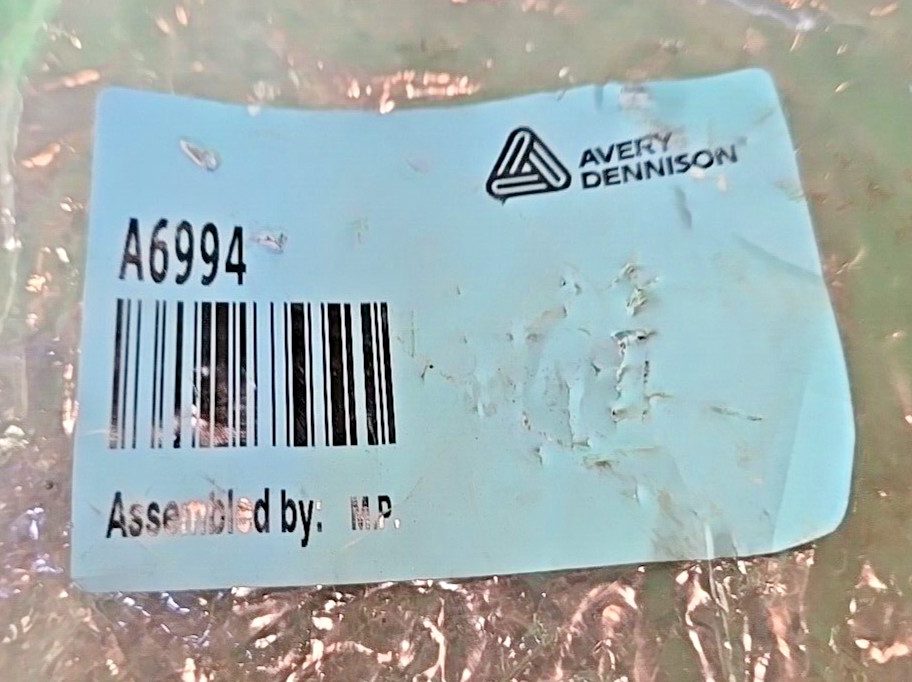 AVERY
DENNISON
A6994
Assembled by: M.P.